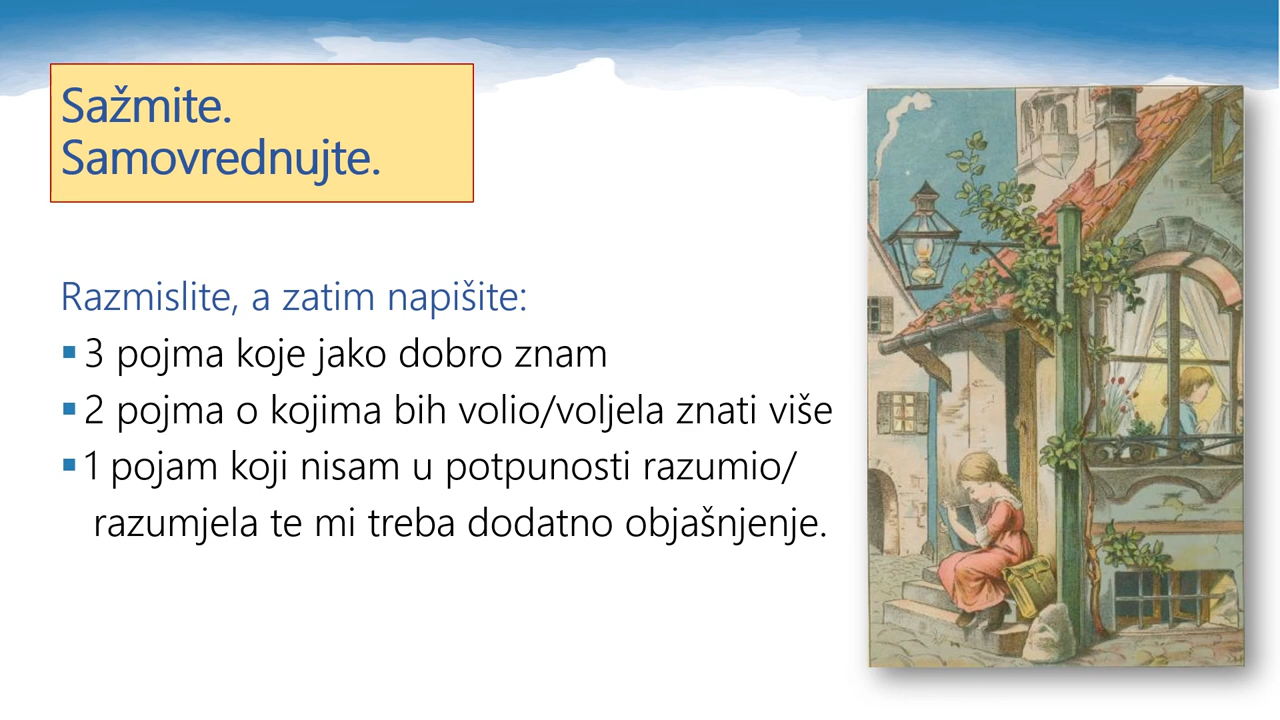 Sažmite.
Samovrednujte.
Razmislite, a zatim napišite:
▪ 3 pojma koje jako dobro znam
▪ 2 pojma o kojima bih volio/voljela znati više
▪ 1 pojam koji nisam u potpunosti razumio/
razumjela te mi treba dodatno objašnjenje.